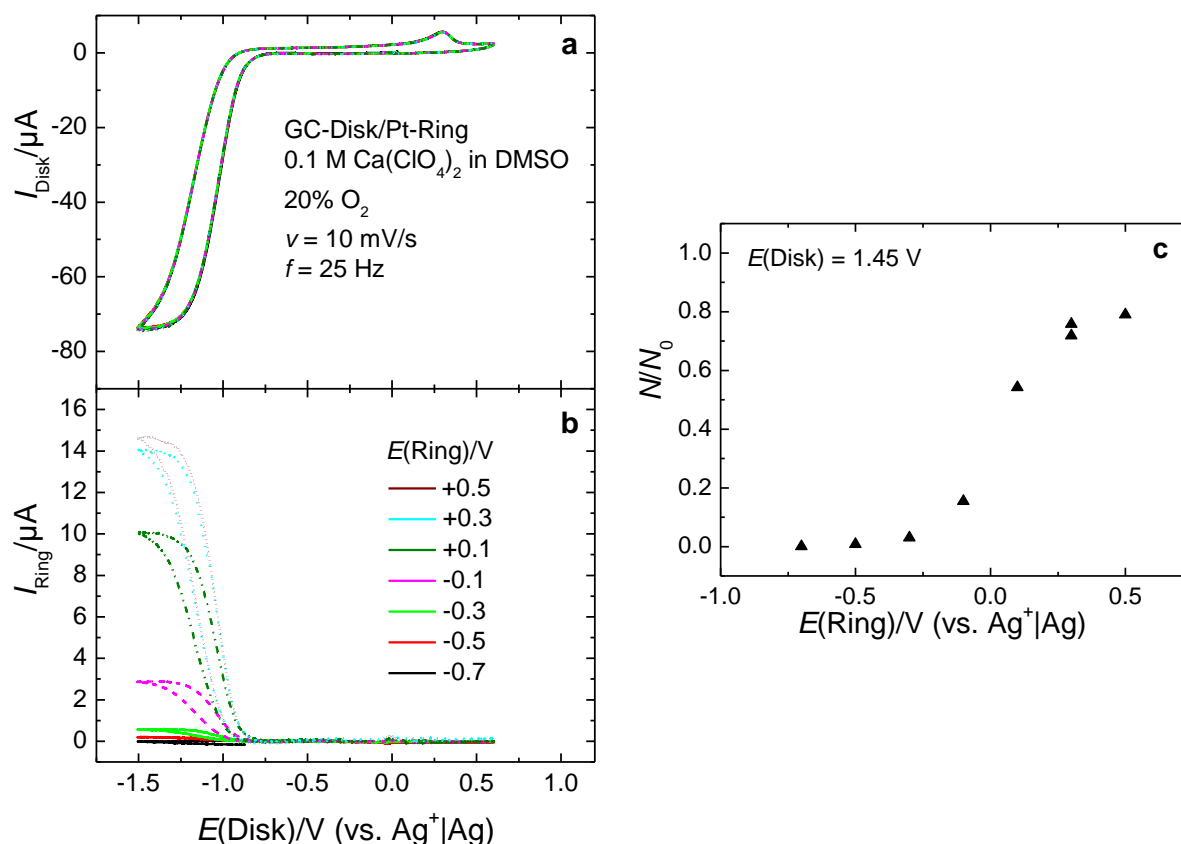 a
0
-20
-40
-60
-80
I_Disk/µA
GC-Disk/Pt-Ring
0.1 M Ca(ClO₄)₂ in DMSO
20% O₂
v = 10 mV/s
f = 25 Hz
b
16
14
12
10
8
6
4
2
0
I_Ring/µA
E(Ring)/V
+0.5
+0.3
+0.1
-0.1
-0.3
-0.5
-0.7
-1.5 -1.0 -0.5 0.0 0.5 1.0
E(Disk)/V (vs. Ag⁺|Ag)
c
E(Disk) = 1.45 V
1.0
0.8
0.6
0.4
0.2
0.0
N/N₀
-1.0 -0.5 0.0 0.5
E(Ring)/V (vs. Ag⁺|Ag)